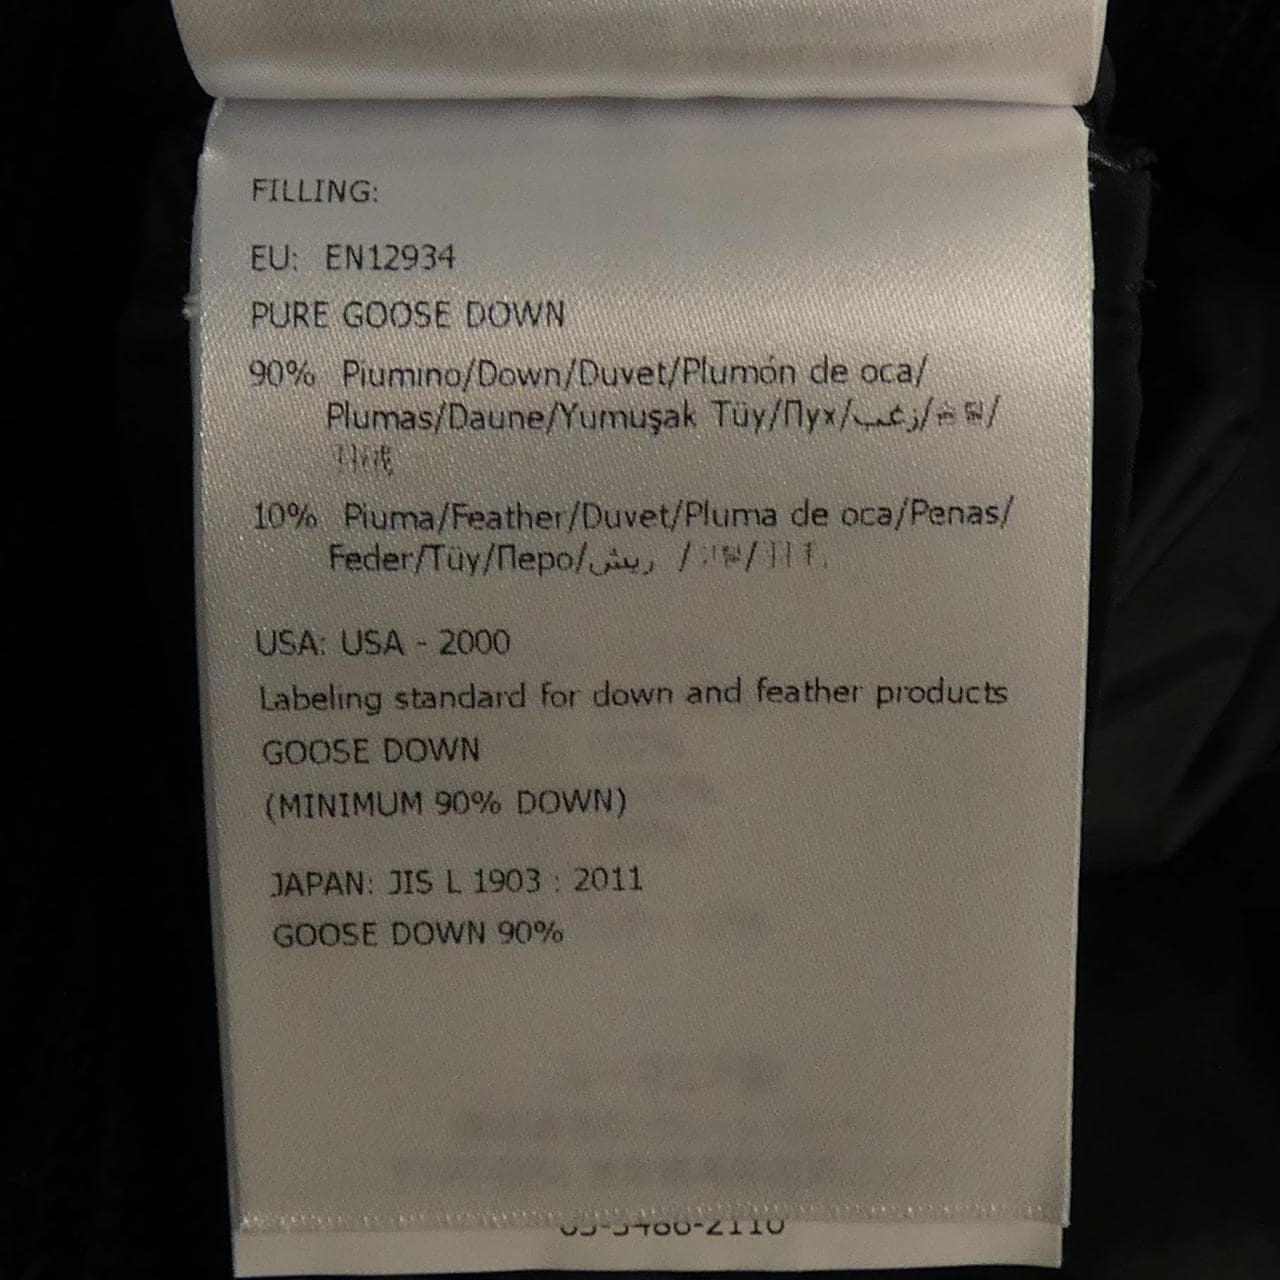 FILLING:
EU: EN12934
PURE GOOSE DOWN
90% Piumino/Down/Duvet/Plumón de oca/
Plumas/Daune/Yumuşak Tüy/Пух/زغب/
10% Piuma/Feather/Duvet/Pluma de oca/Penas/
Feder/Tüy/Перо/ريش /
USA: USA - 2000
Labeling standard for down and feather products
GOOSE DOWN
(MINIMUM 90% DOWN)
JAPAN: JIS L 1903 : 2011
GOOSE DOWN 90%